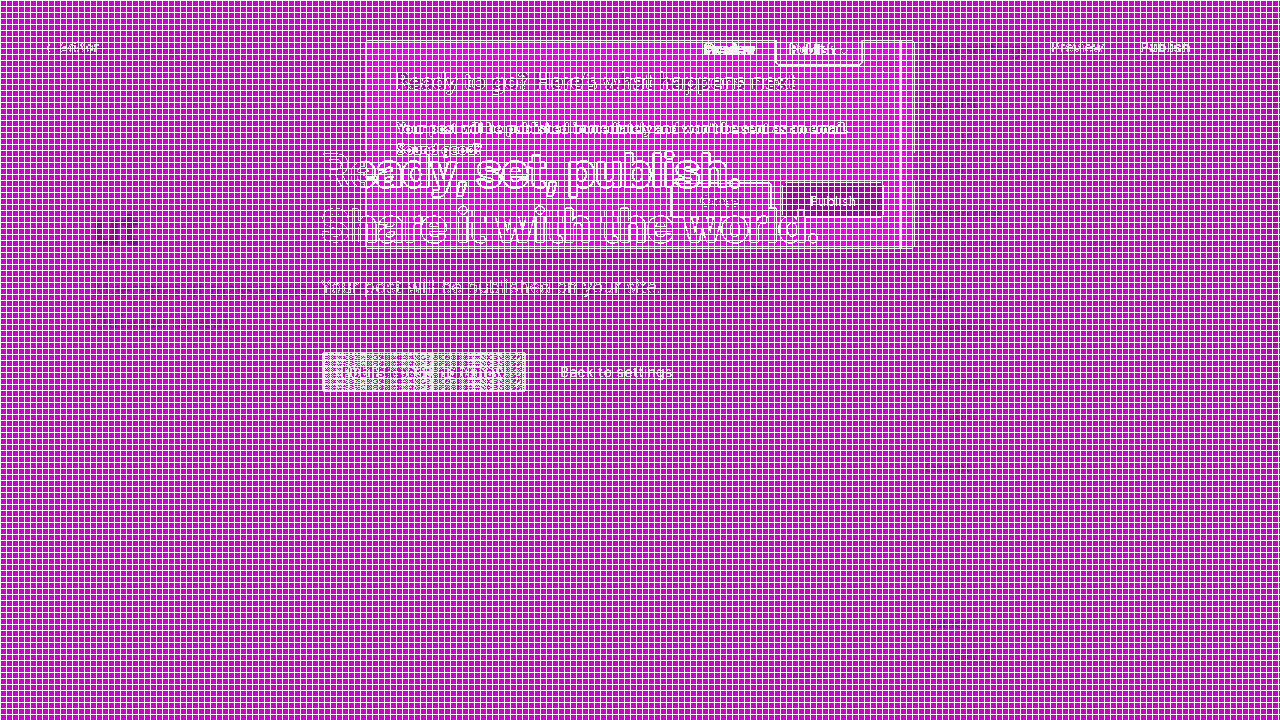 Editor
Preview
Publish
Preview
Publish
Ready to go? Here's what happens next
Your post will be published immediately and won't be sent as an email.
Sound good?
Ready, set, publish.
Publish
Share it with the world.
Your post will be published on your site.
Back to settings